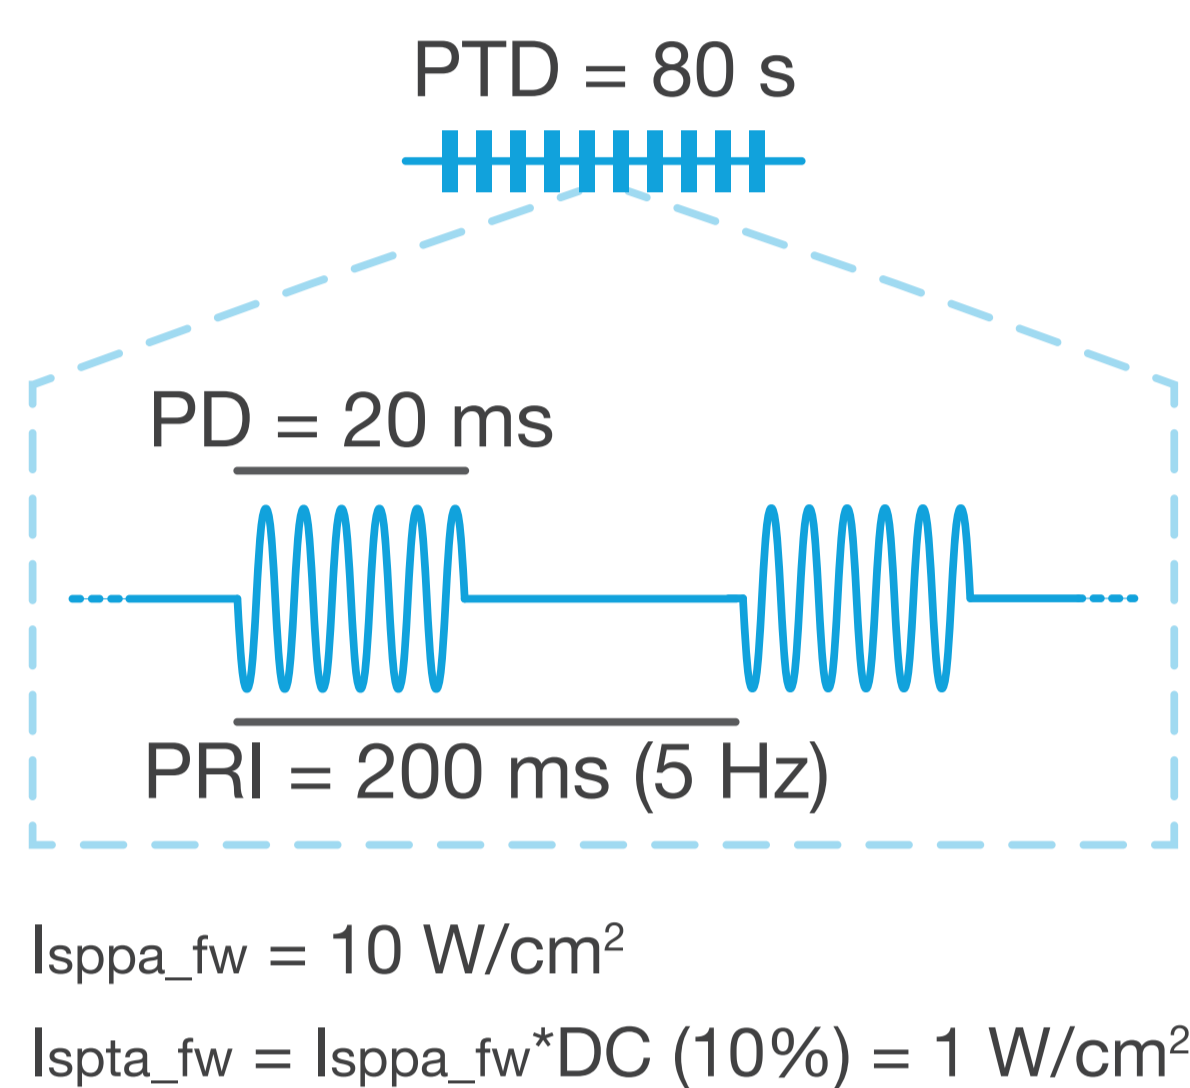 PTD = 80 s
PD = 20 ms
PRI = 200 ms (5 Hz)
Isppa_fw = 10 W/cm²
Ispta_fw = Isppa_fw*DC (10%) = 1 W/cm²